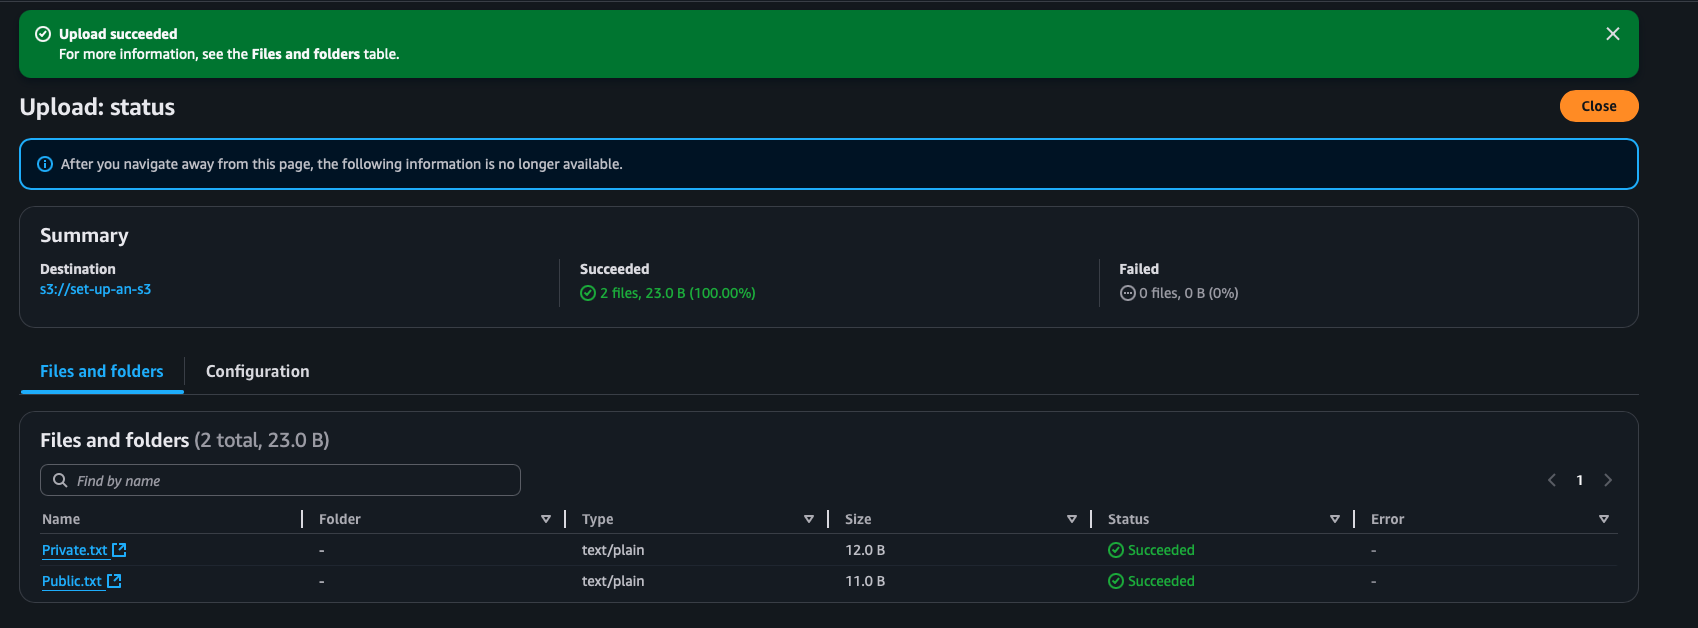 Upload succeeded
For more information, see the Files and folders table.
Upload: status
Close
After you navigate away from this page, the following information is no longer available.
Summary
Destination
s3://set-up-an-s3
Succeeded
2 files, 23.0 B (100.00%)
Failed
0 files, 0 B (0%)
Files and folders
Configuration
Files and folders (2 total, 23.0 B)
Find by name
1
Name Folder Type Size Status Error
Private.txt - text/plain 12.0 B Succeeded -
Public.txt - text/plain 11.0 B Succeeded -